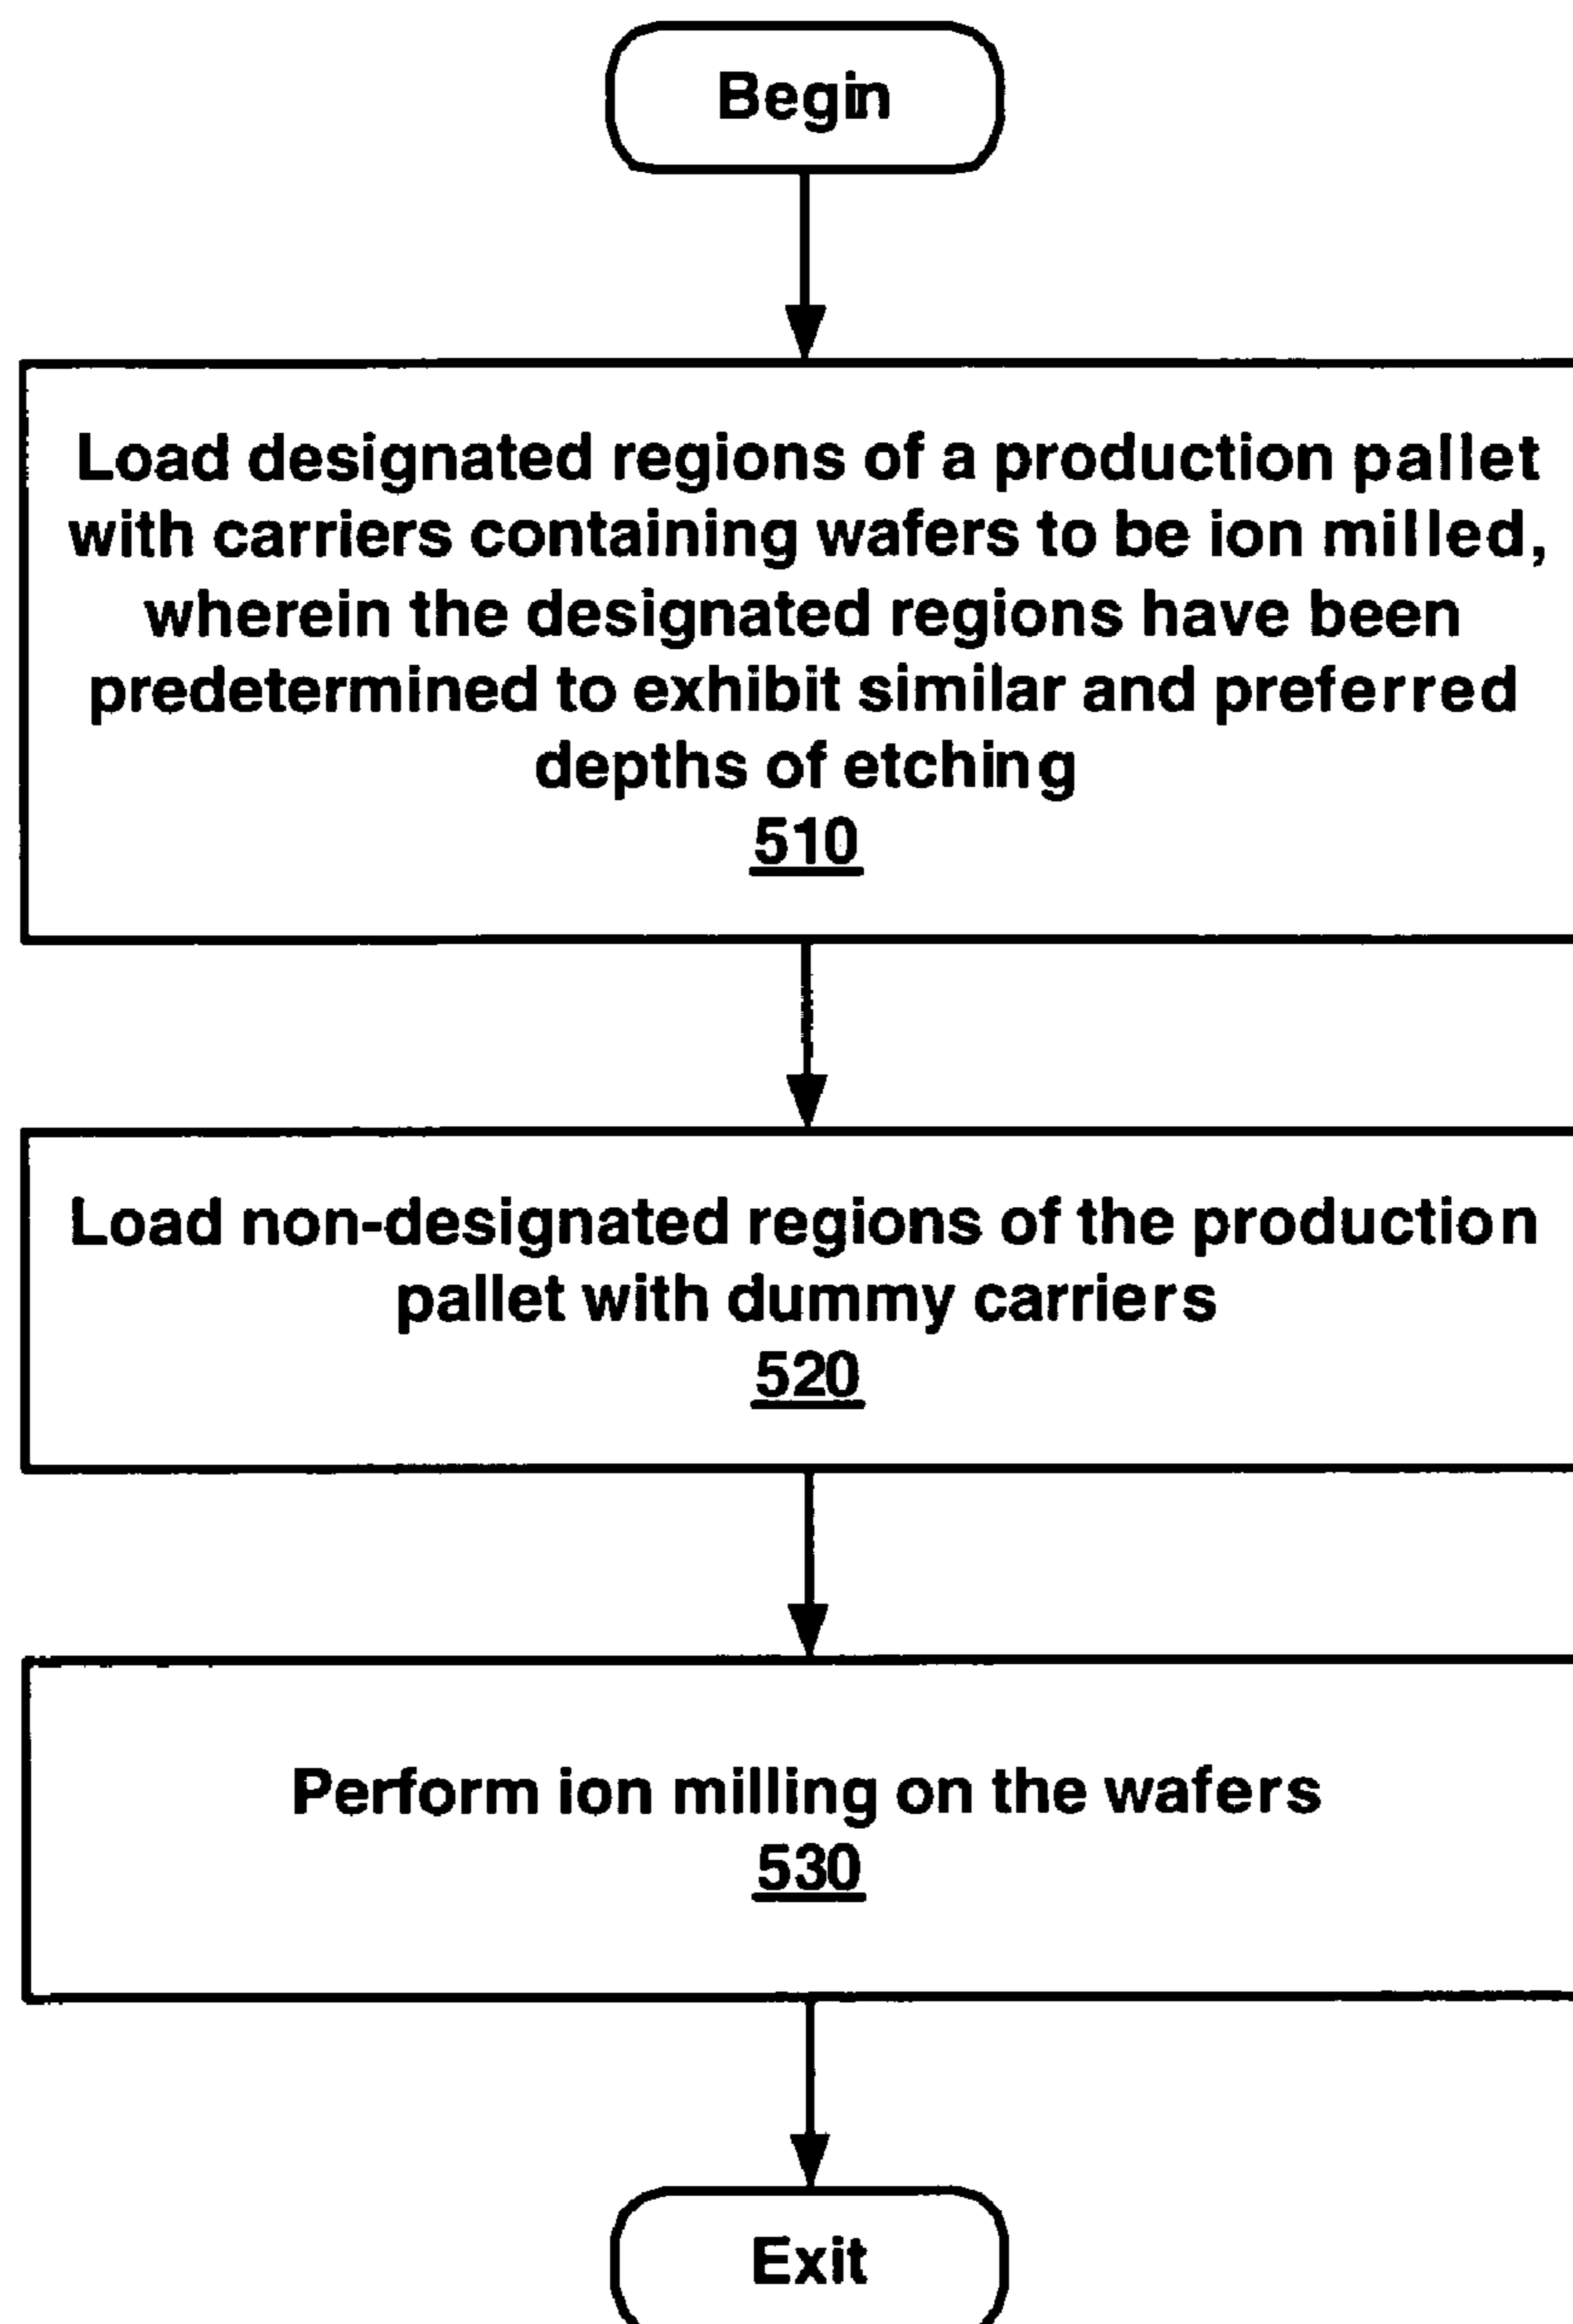 Begin
Load designated regions of a production pallet
with carriers containing wafers to be ion milled,
wherein the designated regions have been
predetermined to exhibit similar and preferred
depths of etching
510
Load non-designated regions of the production
pallet with dummy carriers
520
Perform ion milling on the wafers
530
Exit